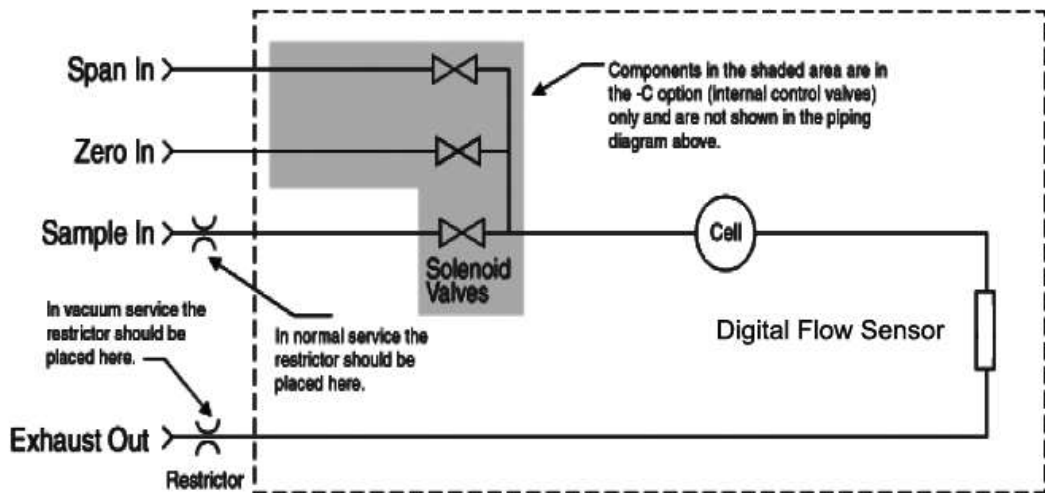 Span In
Components in the shaded area are in
the -C option (internal control valves)
only and are not shown in the piping
diagram above.
Zero In
Sample In
Cell
Solenoid
Valves
In vacuum service the
restrictor should be
placed here.
In normal service the
restrictor should be
placed here.
Digital Flow Sensor
Exhaust Out
Restrictor